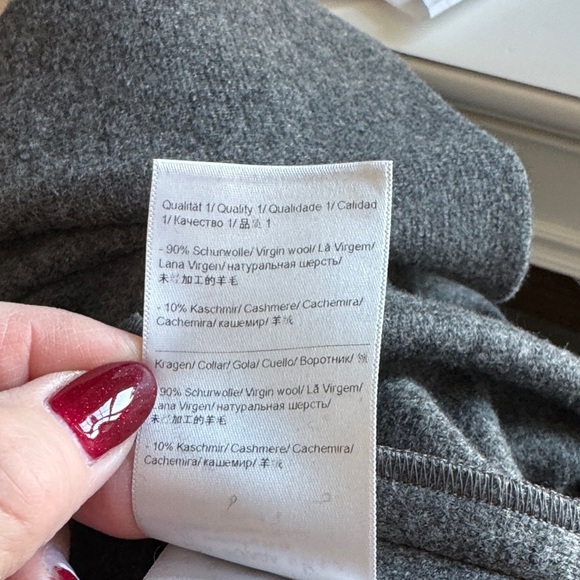 Qualität 1/ Quality 1/ Qualidade 1/ Calidad
1/ Качество 1/ 品 1
- 90% Schurwolle/ Virgin wool/ Lã Virgem/
Lana Virgen/ натуральная шерсть/
未经加工的羊毛
- 10% Kaschmir/ Cashmere/ Cachemira/
Cachemira/ кашемир/ 羊绒
Kragen/ Collar/ Gola/ Cuello/ Воротник/
90% Schurwolle/ Virgin wool/ Lã Virgem/
Lana Virgen/ натуральная шерсть/
未经加工的羊毛
- 10% Kaschmir/ Cashmere/ Cachemira/
Cachemira/ кашемир/ 羊绒